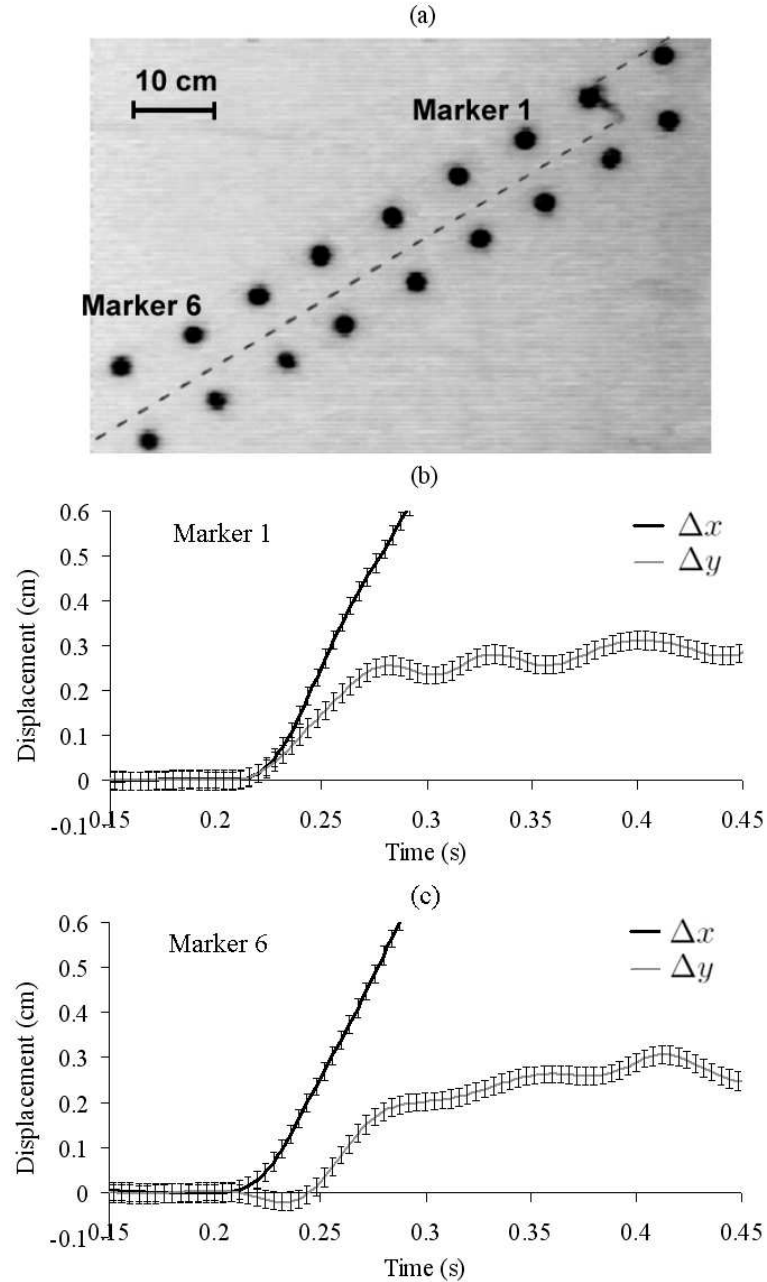 (a)
10 cm
Marker 1
Marker 6
(b)
0.6
Marker 1
Δx
0.5
Δy
0.4
0.3
0.2
0.1
0
-0.1
0.15 0.2 0.25 0.3 0.35 0.4 0.45
Displacement (cm)
Time (s)
(c)
0.6
Marker 6
Δx
0.5
Δy
0.4
0.3
0.2
0.1
0
-0.1
0.15 0.2 0.25 0.3 0.35 0.4 0.45
Displacement (cm)
Time (s)